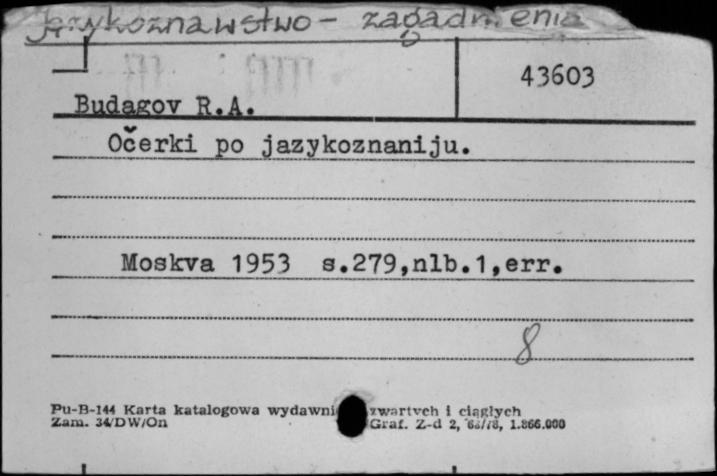 językoznawstwo - zagadnienia
43603
Budagov R.A.
Očerki po jazykoznaniju.
Moskva 1953 s.279,nlb.1,err.
8
Pu-B-144 Karta katalogowa wydawni zwartych i ciągłych
Zam. 34/DW/On Graf. Z-d 2, 1.866.000